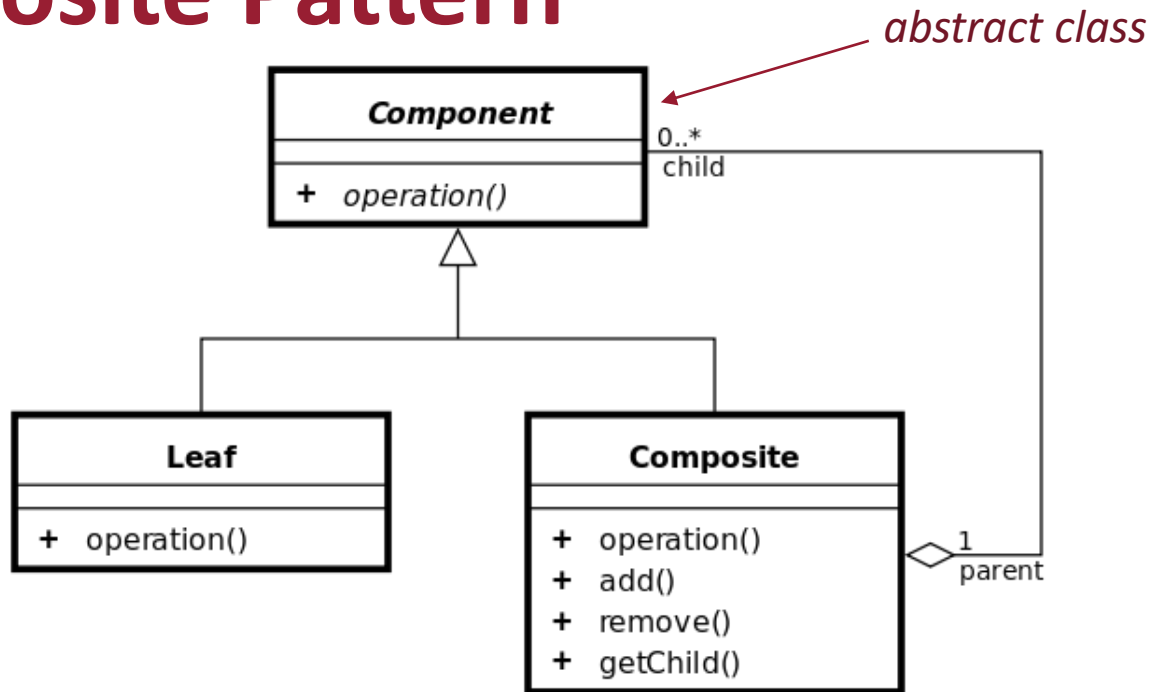 osite Pattern
abstract class
Component
0..*
child
+ operation()
Leaf
Composite
+ operation()
+ operation()
+ add()
+ remove()
+ getChild()
1
parent